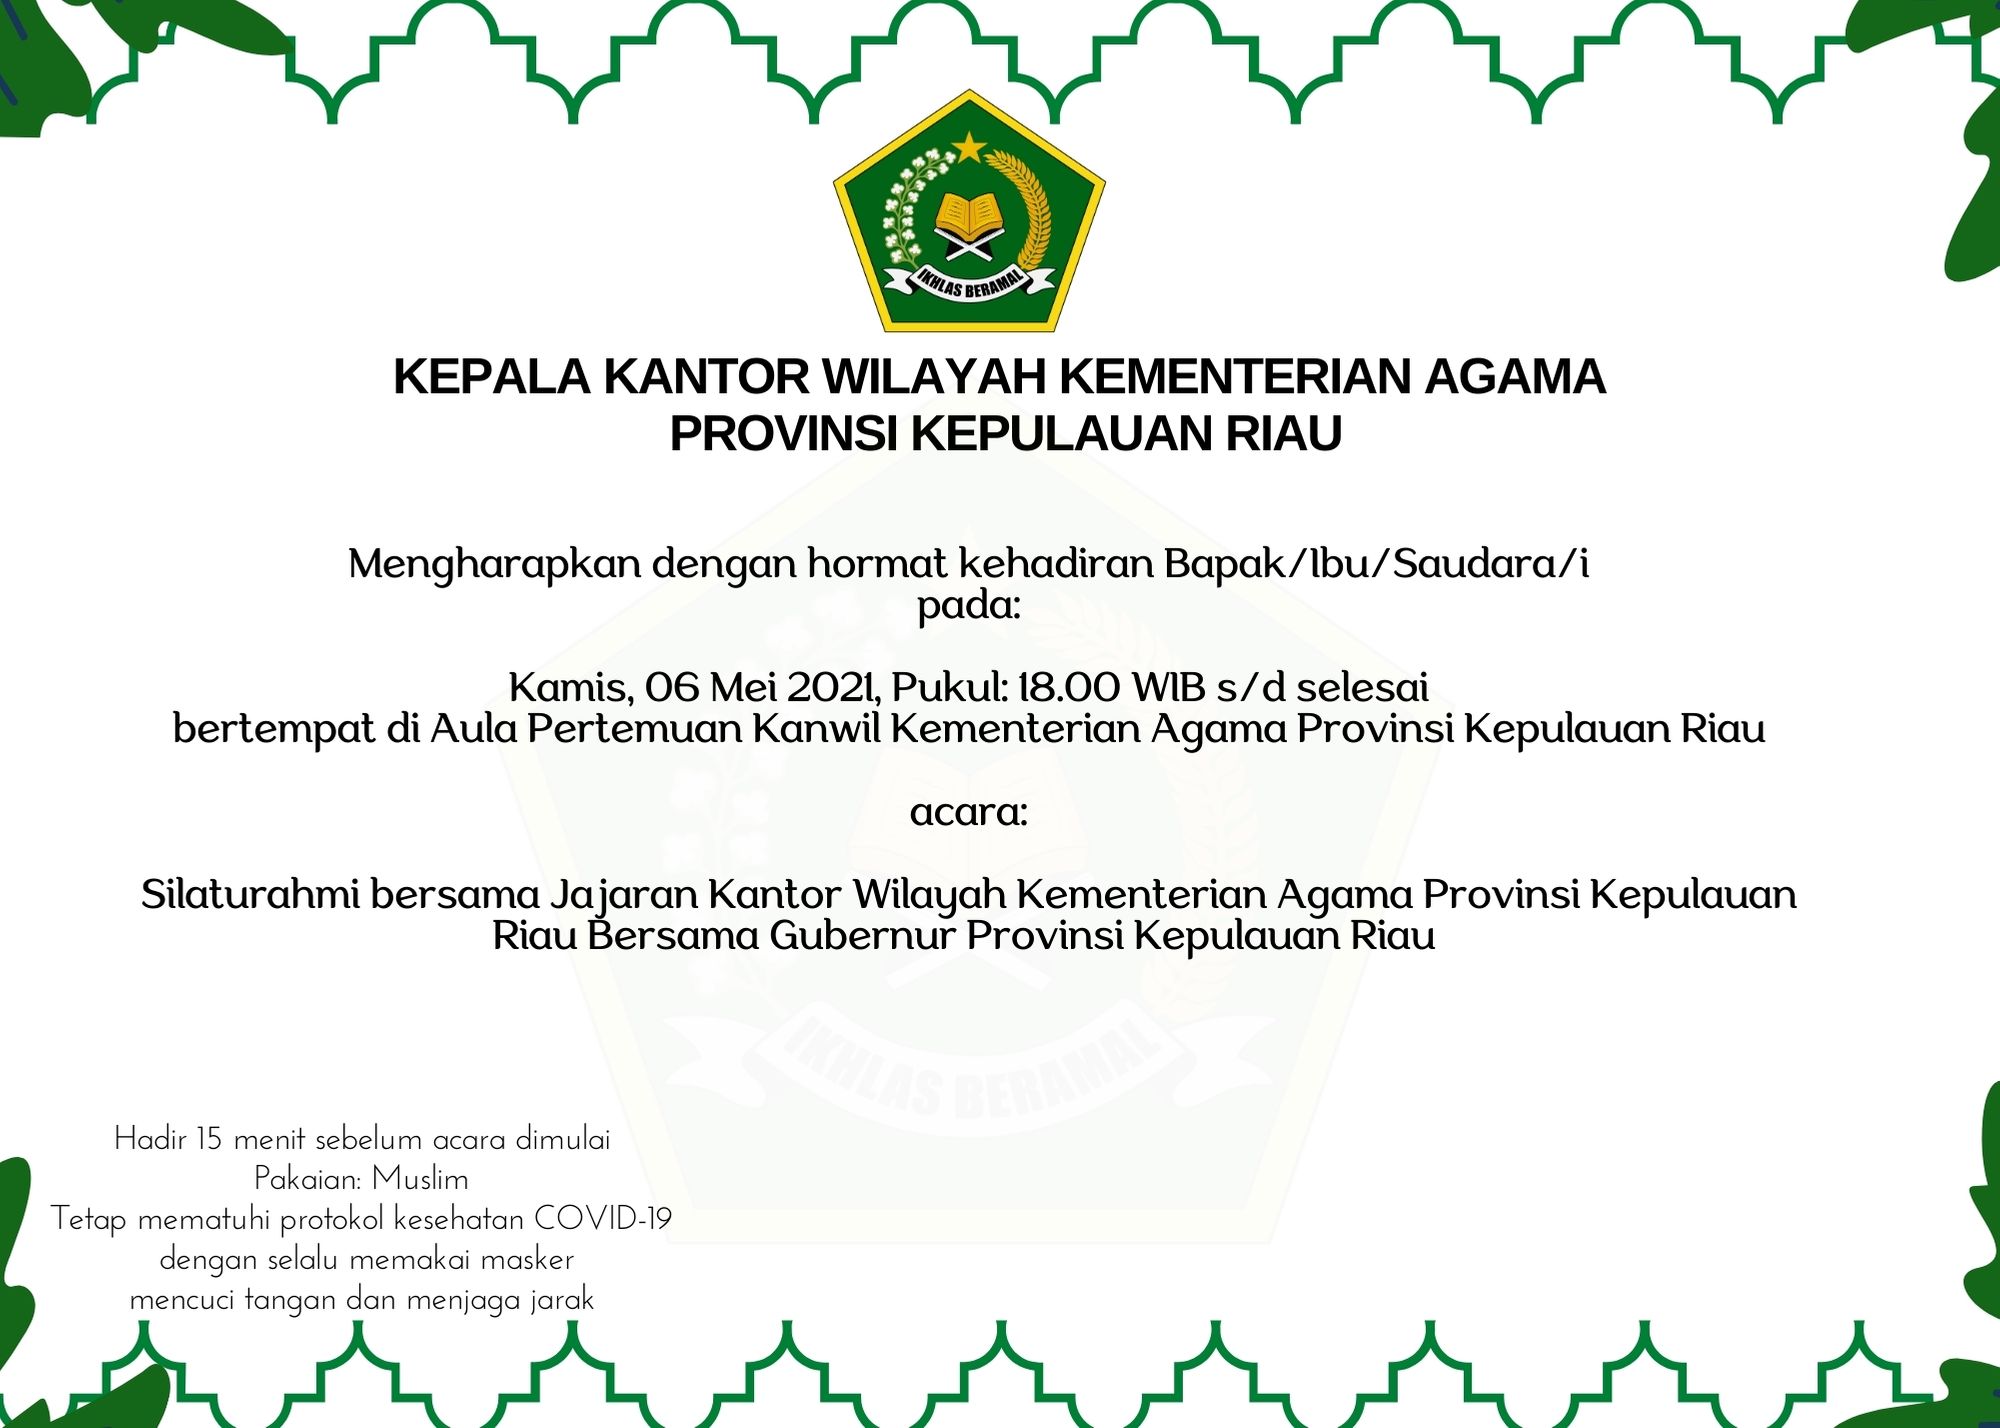 IKHLAS BERAMAL
KEPALA KANTOR WILAYAH KEMENTERIAN AGAMA
PROVINSI KEPULAUAN RIAU
Mengharapkan dengan hormat kehadiran Bapak/Ibu/Saudara/i
pada:
Kamis, 06 Mei 2021, Pukul: 18.00 WIB s/d selesai
bertempat di Aula Pertemuan Kanwil Kementerian Agama Provinsi Kepulauan Riau
acara:
Silaturahmi bersama Jajaran Kantor Wilayah Kementerian Agama Provinsi Kepulauan
Riau Bersama Gubernur Provinsi Kepulauan Riau
IKHLAS BERAMAL
Hadir 15 menit sebelum acara dimulai
Pakaian: Muslim
Tetap mematuhi protokol kesehatan COVID-19
dengan selalu memakai masker
mencuci tangan dan menjaga jarak